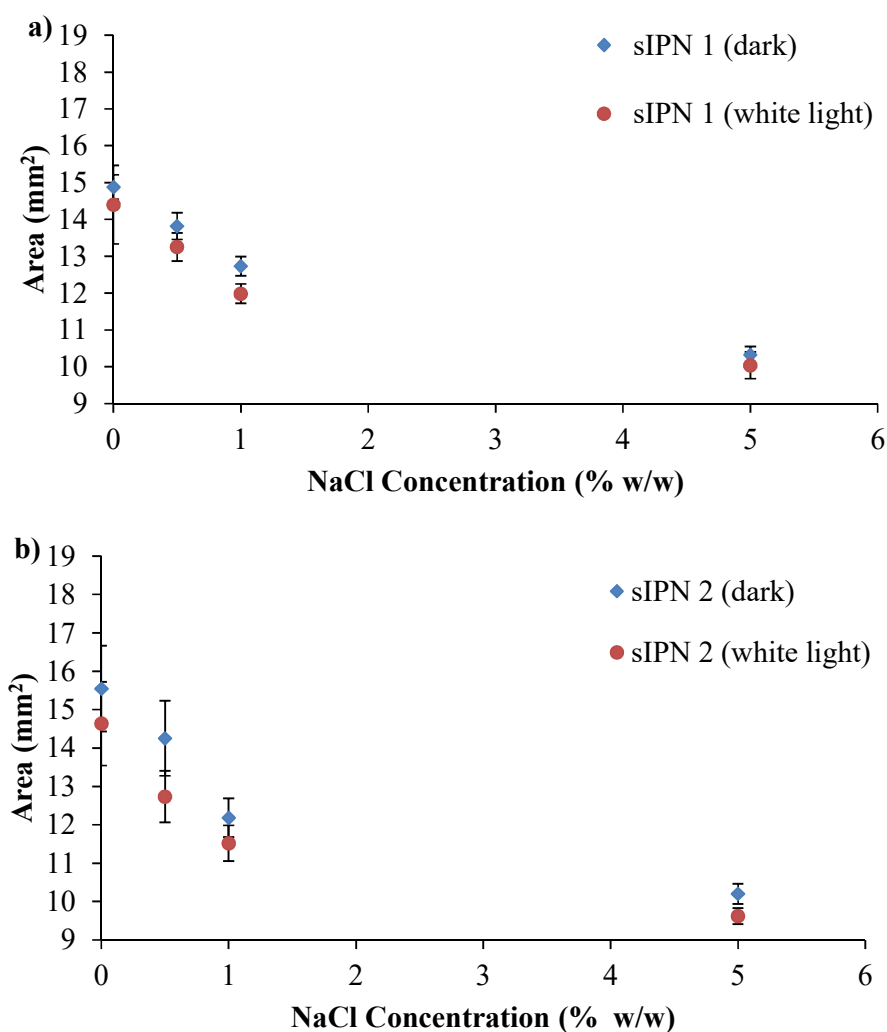 a)
19
18
17
16
15
14
13
12
11
10
9
Area (mm²)
sIPN 1 (dark)
sIPN 1 (white light)
0 1 2 3 4 5 6
NaCl Concentration (% w/w)
b)
19
18
17
16
15
14
13
12
11
10
9
Area (mm²)
sIPN 2 (dark)
sIPN 2 (white light)
0 1 2 3 4 5 6
NaCl Concentration (% w/w)